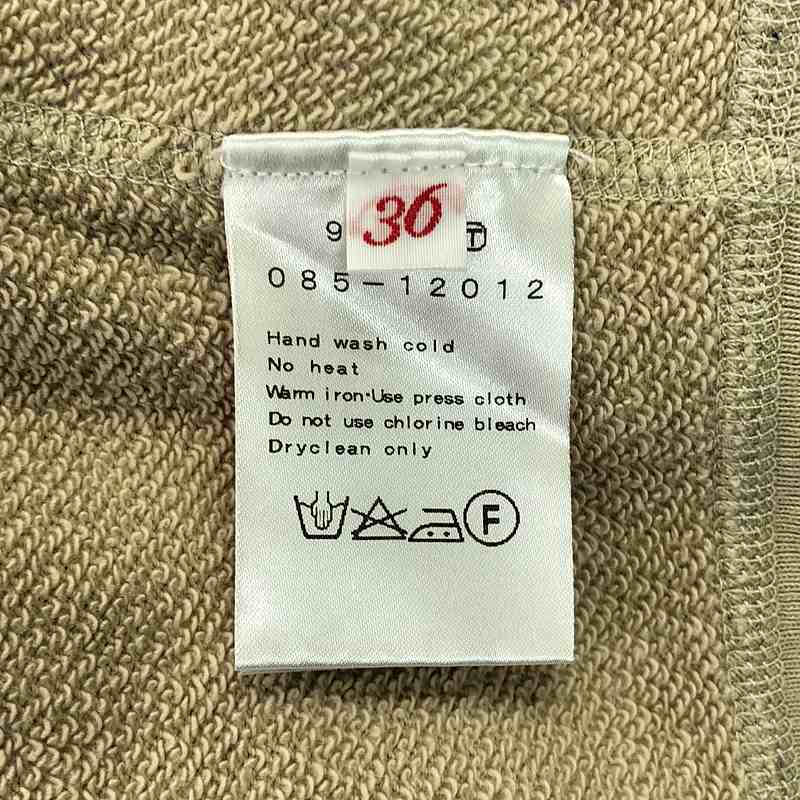 36
9
085-12012
Hand wash cold
No heat
Warm iron·Use press cloth
Do not use chlorine bleach
Dryclean only
F